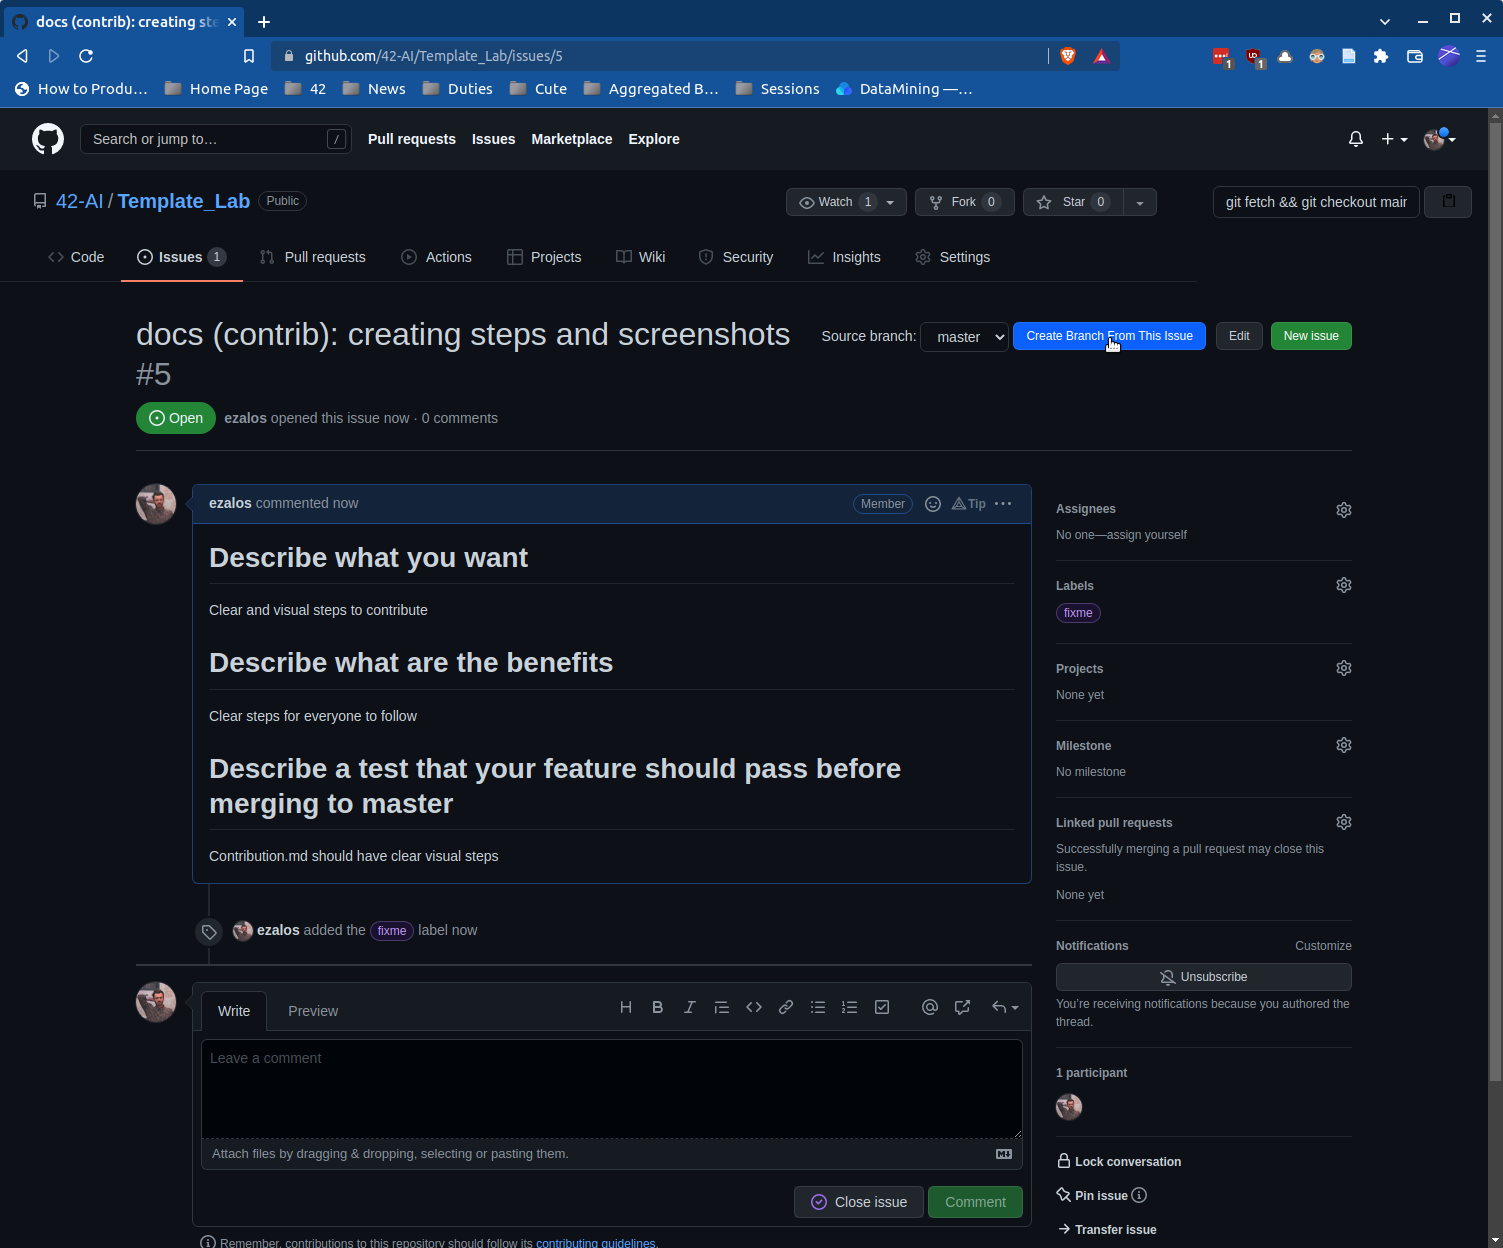 docs (contrib): creating ste
github.com/42-AI/Template_Lab/issues/5
1
1
How to Produ…
Home Page
42
News
Duties
Cute
Aggregated B…
Sessions
DataMining —…
Search or jump to…
/
Pull requests
Issues
Marketplace
Explore
42-AI / Template_Lab
Public
Watch 1
Fork 0
Star 0
git fetch && git checkout mair
Code
Issues 1
Pull requests
Actions
Projects
Wiki
Security
Insights
Settings
docs (contrib): creating steps and screenshots
#5
Source branch:
master
Create Branch From This Issue
Edit
New issue
Open
ezalos opened this issue now · 0 comments
ezalos commented now
Member
Tip
Describe what you want
Clear and visual steps to contribute
Describe what are the benefits
Clear steps for everyone to follow
Describe a test that your feature should pass before
merging to master
Contribution.md should have clear visual steps
ezalos added the fixme label now
Write
Preview
Leave a comment
Attach files by dragging & dropping, selecting or pasting them.
Close issue
Comment
Remember, contributions to this repository should follow its contributing guidelines.
Assignees
No one—assign yourself
Labels
fixme
Projects
None yet
Milestone
No milestone
Linked pull requests
Successfully merging a pull request may close this
issue.
None yet
Notifications
Customize
Unsubscribe
You're receiving notifications because you authored the
thread.
1 participant
Lock conversation
Pin issue
Transfer issue